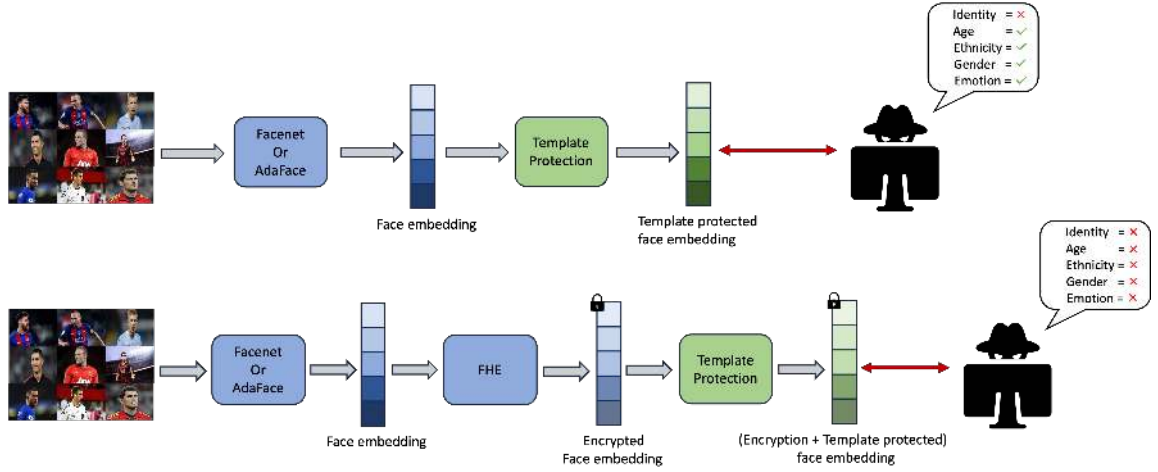 Identity = ×
Age = ✓
Ethnicity = ✓
Gender = ✓
Emotion = ✓
Facenet
Or
AdaFace
Template
Protection
Face embedding
Template protected
face embedding
Identity = ×
Age = ×
Ethnicity = ×
Gender = ×
Emotion = ×
Facenet
Or
AdaFace
FHE
Template
Protection
Face embedding
Encrypted
Face embedding
(Encryption + Template protected)
face embedding